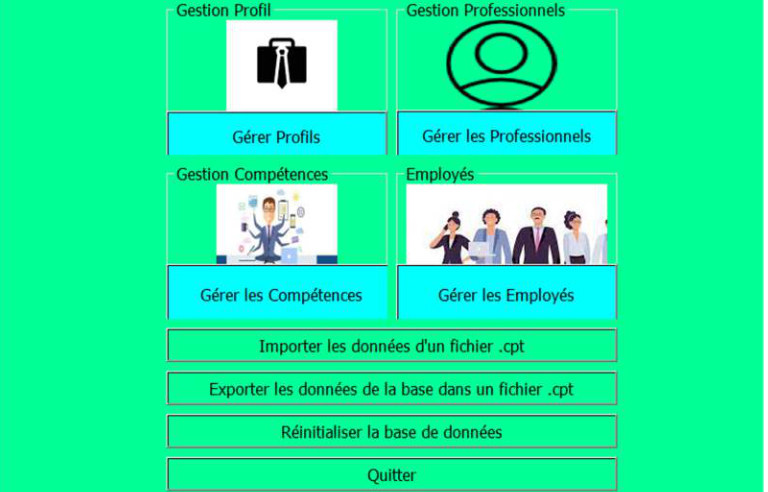 Gestion Profil
Gestion Professionnels
Gérer Profils
Gérer les Professionnels
Gestion Compétences
Employés
Gérer les Compétences
Gérer les Employés
Importer les données d'un fichier .cpt
Exporter les données de la base dans un fichier .cpt
Réinitialiser la base de données
Quitter